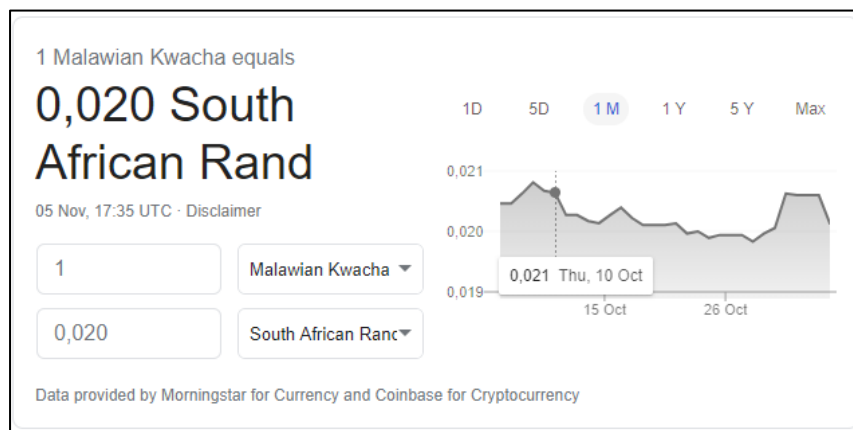 1 Malawian Kwacha equals
0,020 South
African Rand
05 Nov, 17:35 UTC · Disclaimer
1 Malawian Kwacha
0,020 South African Ranc
1D 5D 1 M 1 Y 5 Y Max
0,021
0,020
0,019
0,021 Thu, 10 Oct
15 Oct 26 Oct
Data provided by Morningstar for Currency and Coinbase for Cryptocurrency